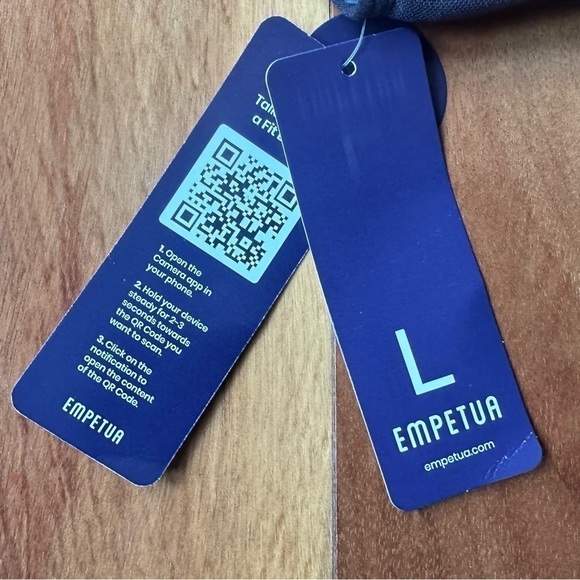 a Fit
1. Open the
Camera app in
your phone.
2. Hold your device
steady for 2-3
seconds towards
the QR Code you
want to scan.
3. Click on the
notification to
open the content
of the QR Code.
EMPETUA
L
EMPETUA
empetua.com